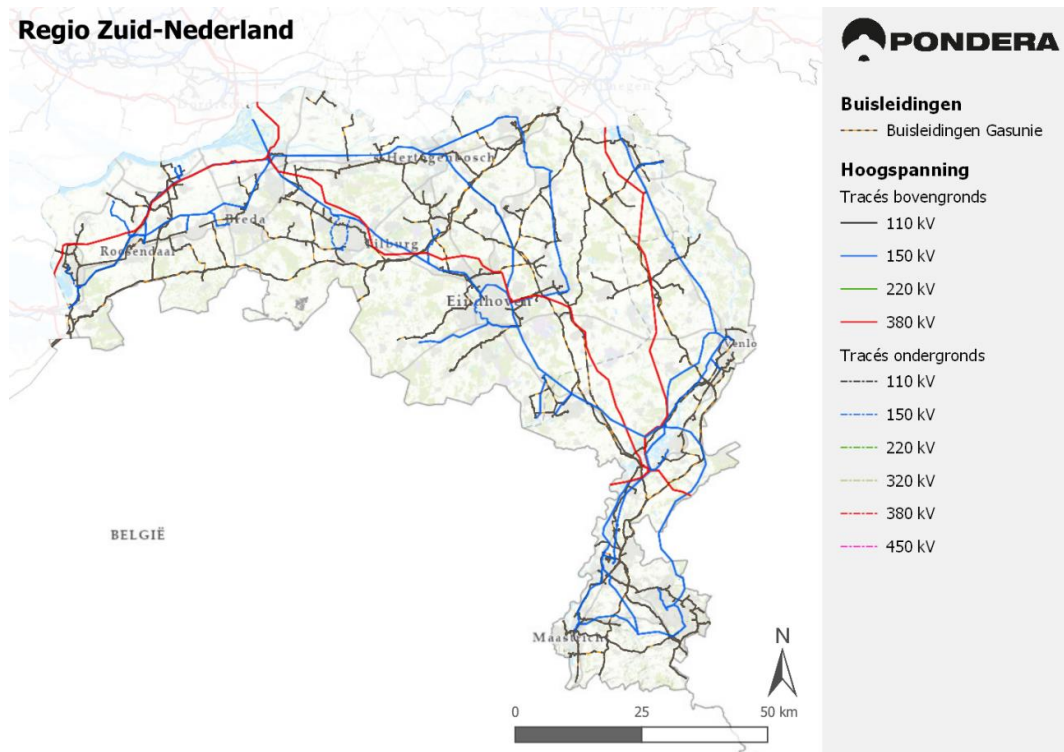 Regio Zuid-Nederland
PONDERA
Buisleidingen
Buisleidingen Gasunie
Hoogspanning
Tracés bovengronds
110 kV
150 kV
220 kV
380 kV
Tracés ondergronds
110 kV
150 kV
220 kV
320 kV
380 kV
450 kV
Hertogenbosch
Breda
Tilburg
Roosendaal
Eindhoven
Venlo
BELGIË
Maastricht
N
0 25 50 km